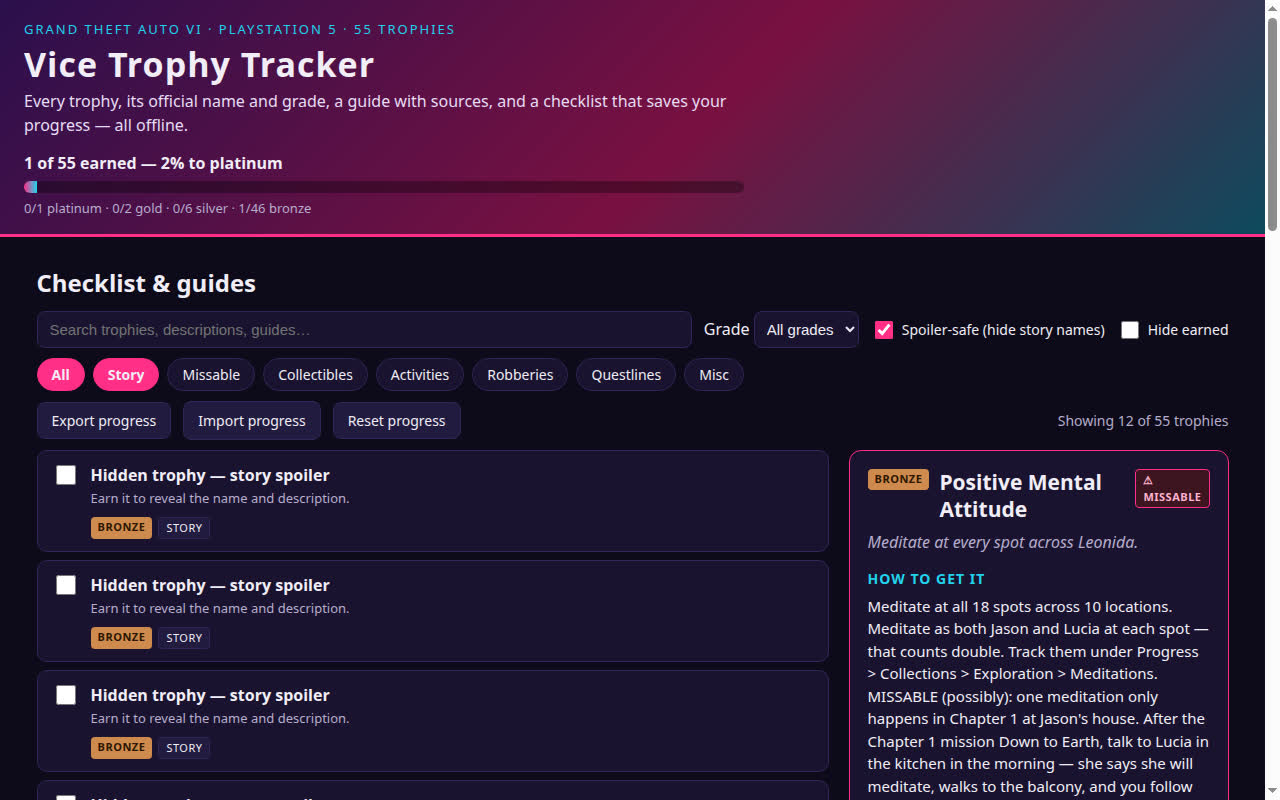 GRAND THEFT AUTO VI · PLAYSTATION 5 · 55 TROPHIES
Vice Trophy Tracker
Every trophy, its official name and grade, a guide with sources, and a checklist that saves your
progress — all offline.
1 of 55 earned — 2% to platinum
0/1 platinum · 0/2 gold · 0/6 silver · 1/46 bronze
Checklist & guides
Search trophies, descriptions, guides…
Grade
All grades
Spoiler-safe (hide story names)
Hide earned
All
Story
Missable
Collectibles
Activities
Robberies
Questlines
Misc
Export progress
Import progress
Reset progress
Showing 12 of 55 trophies
Hidden trophy — story spoiler
Earn it to reveal the name and description.
BRONZE
STORY
Hidden trophy — story spoiler
Earn it to reveal the name and description.
BRONZE
STORY
Hidden trophy — story spoiler
Earn it to reveal the name and description.
BRONZE
STORY
BRONZE
Positive Mental
Attitude
⚠
MISSABLE
Meditate at every spot across Leonida.
HOW TO GET IT
Meditate at all 18 spots across 10 locations.
Meditate as both Jason and Lucia at each spot —
that counts double. Track them under Progress
> Collections > Exploration > Meditations.
MISSABLE (possibly): one meditation only
happens in Chapter 1 at Jason's house. After the
Chapter 1 mission Down to Earth, talk to Lucia in
the kitchen in the morning — she says she will
meditate, walks to the balcony, and you follow